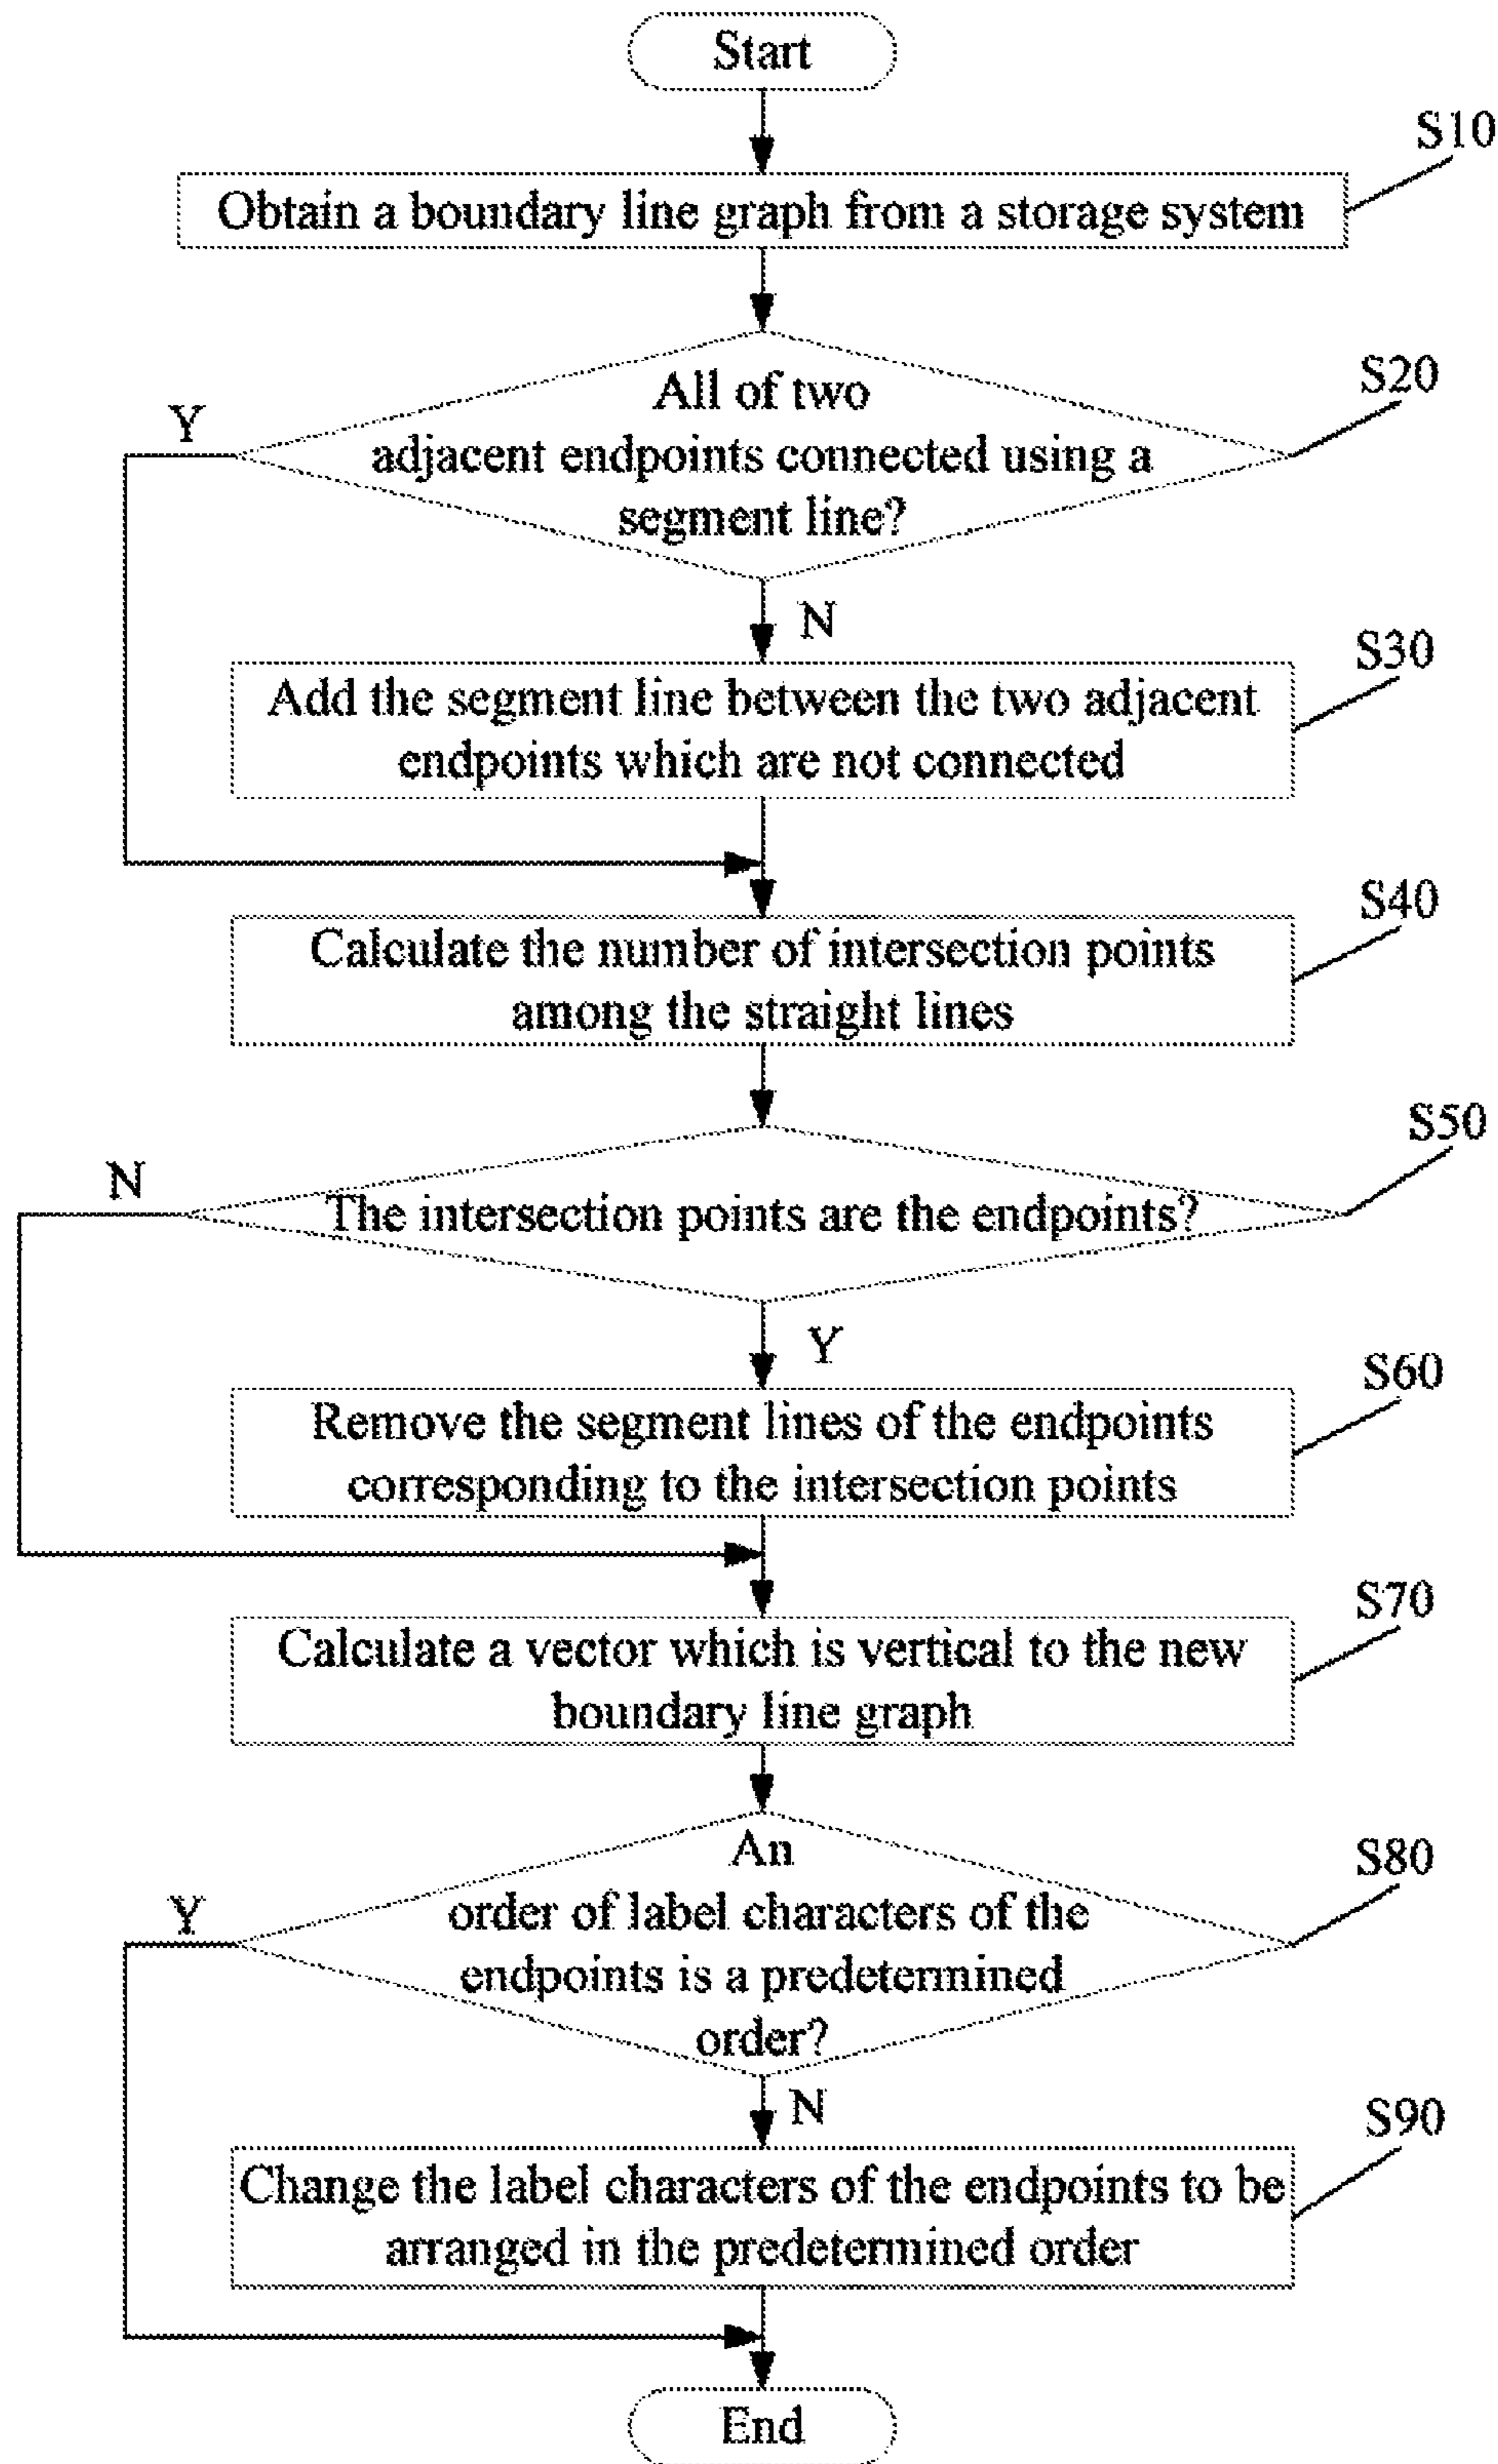 Start
S10
Obtain a boundary line graph from a storage system
S20
Y
All of two
adjacent endpoints connected using a
segment line?
N
S30
Add the segment line between the two adjacent
endpoints which are not connected
S40
Calculate the number of intersection points
among the straight lines
S50
N
The intersection points are the endpoints?
Y
S60
Remove the segment lines of the endpoints
corresponding to the intersection points
S70
Calculate a vector which is vertical to the new
boundary line graph
S80
Y
An
order of label characters of the
endpoints is a predetermined
order?
N
S90
Change the label characters of the endpoints to be
arranged in the predetermined order
End